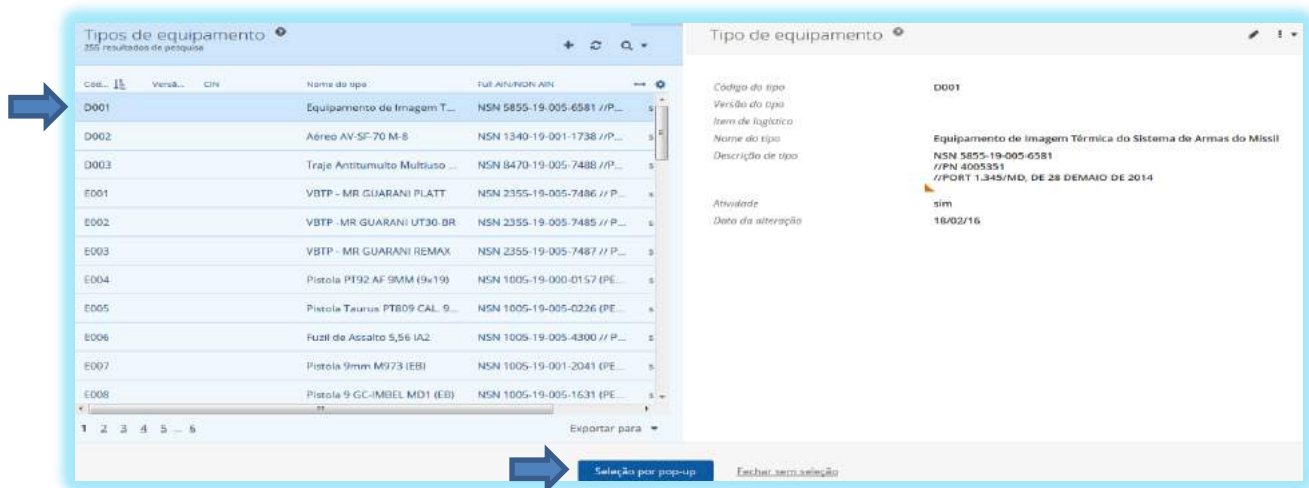 Tipos de equipamento
255 resultados de pesquisa
Cód... Versã... CIN Nome do tipo Full AIN/NON AIN
D001 Equipamento de Imagem T... NSN 5855-19-005-6581 //P... s
D002 Aéreo AV-SF-70 M-8 NSN 1340-19-001-1738 //P... s
D003 Traje Antitumulto Multiuso ... NSN 8470-19-005-7488 //P... s
E001 VBTP - MR GUARANI PLATT NSN 2355-19-005-7486 // P... s
E002 VBTP -MR GUARANI UT30-BR NSN 2355-19-005-7485 // P... s
E003 VBTP - MR GUARANI REMAX NSN 2355-19-005-7487 // P... s
E004 Pistola PT92 AF 9MM (9x19) NSN 1005-19-000-0157 (PE... s
E005 Pistola Taurus PT809 CAL. 9... NSN 1005-19-005-0226 (PE... s
E006 Fuzil de Assalto 5,56 IA2 NSN 1005-19-005-4300 // P... s
E007 Pistola 9mm M973 (EB) NSN 1005-19-001-2041 (PE... s
E008 Pistola 9 GC-IMBEL MD1 (EB) NSN 1005-19-005-1631 (PE... s
1 2 3 4 5 ... 6 Exportar para
Tipo de equipamento
Código do tipo D001
Versão do tipo
Item de logística
Nome do tipo Equipamento de Imagem Térmica do Sistema de Armas do Míssil
Descrição de tipo NSN 5855-19-005-6581
//PN 4005351
//PORT 1.345/MD, DE 28 DEMAIO DE 2014
Atividade sim
Data da alteração 18/02/16
Seleção por pop-up Fechar sem seleção